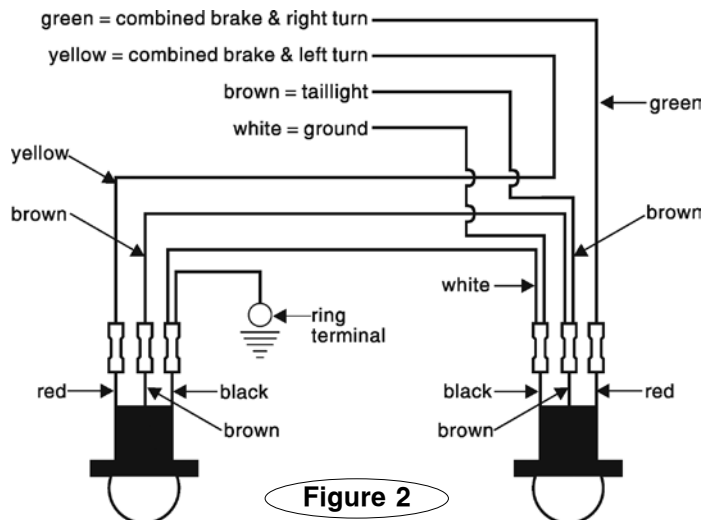 green = combined brake & right turn
yellow = combined brake & left turn
brown = taillight
white = ground
green
yellow
brown
brown
white
ring
terminal
red
black
brown
black
red
brown
Figure 2